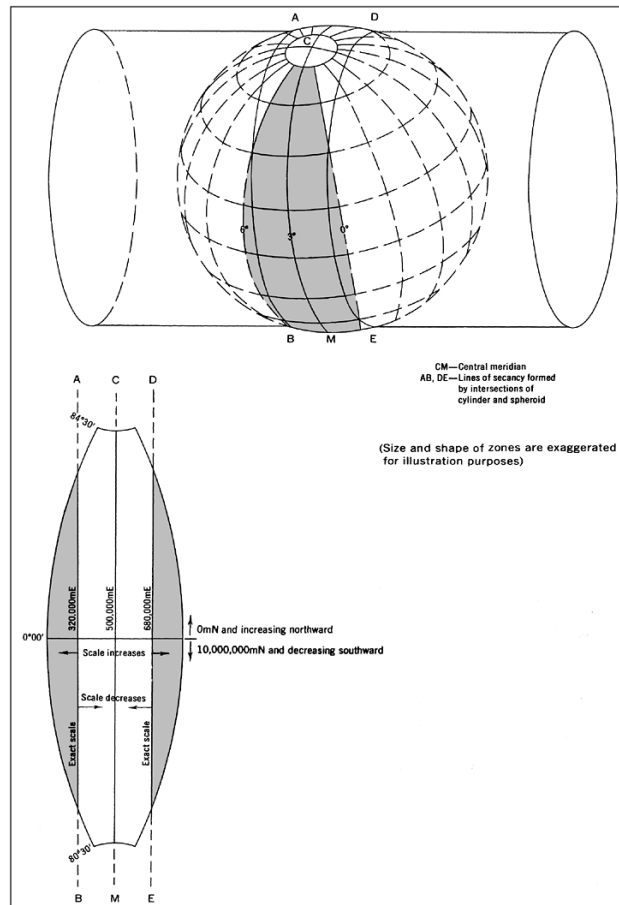 A D
C
6° 3° 0°
B M E
CM—Central meridian
AB, DE—Lines of secancy formed
by intersections of
cylinder and spheroid
(Size and shape of zones are exaggerated
for illustration purposes)
A C D
84°30'
320,000mE
500,000mE
680,000mE
0mN and increasing northward
0°00'
10,000,000mN and decreasing southward
Scale increases
Scale decreases
Exact scale
Exact scale
80°30'
B M E